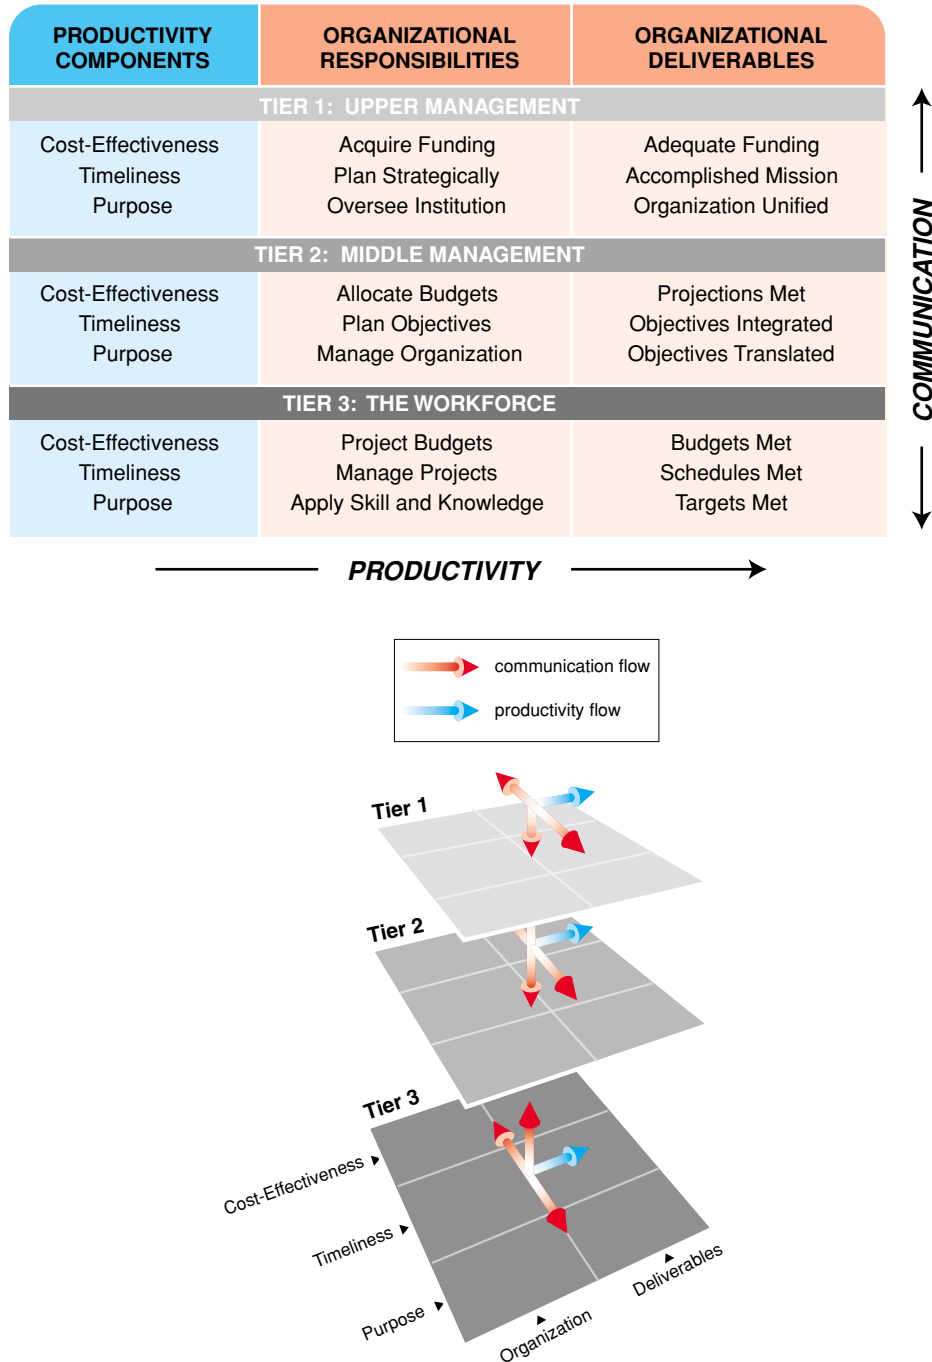 PRODUCTIVITY COMPONENTS
ORGANIZATIONAL RESPONSIBILITIES
ORGANIZATIONAL DELIVERABLES
TIER 1: UPPER MANAGEMENT
Cost-Effectiveness Acquire Funding Adequate Funding
Timeliness Plan Strategically Accomplished Mission
Purpose Oversee Institution Organization Unified
TIER 2: MIDDLE MANAGEMENT
Cost-Effectiveness Allocate Budgets Projections Met
Timeliness Plan Objectives Objectives Integrated
Purpose Manage Organization Objectives Translated
TIER 3: THE WORKFORCE
Cost-Effectiveness Project Budgets Budgets Met
Timeliness Manage Projects Schedules Met
Purpose Apply Skill and Knowledge Targets Met
COMMUNICATION
PRODUCTIVITY
communication flow
productivity flow
Tier 1
Tier 2
Tier 3
Cost-Effectiveness
Timeliness
Purpose
Organization
Deliverables